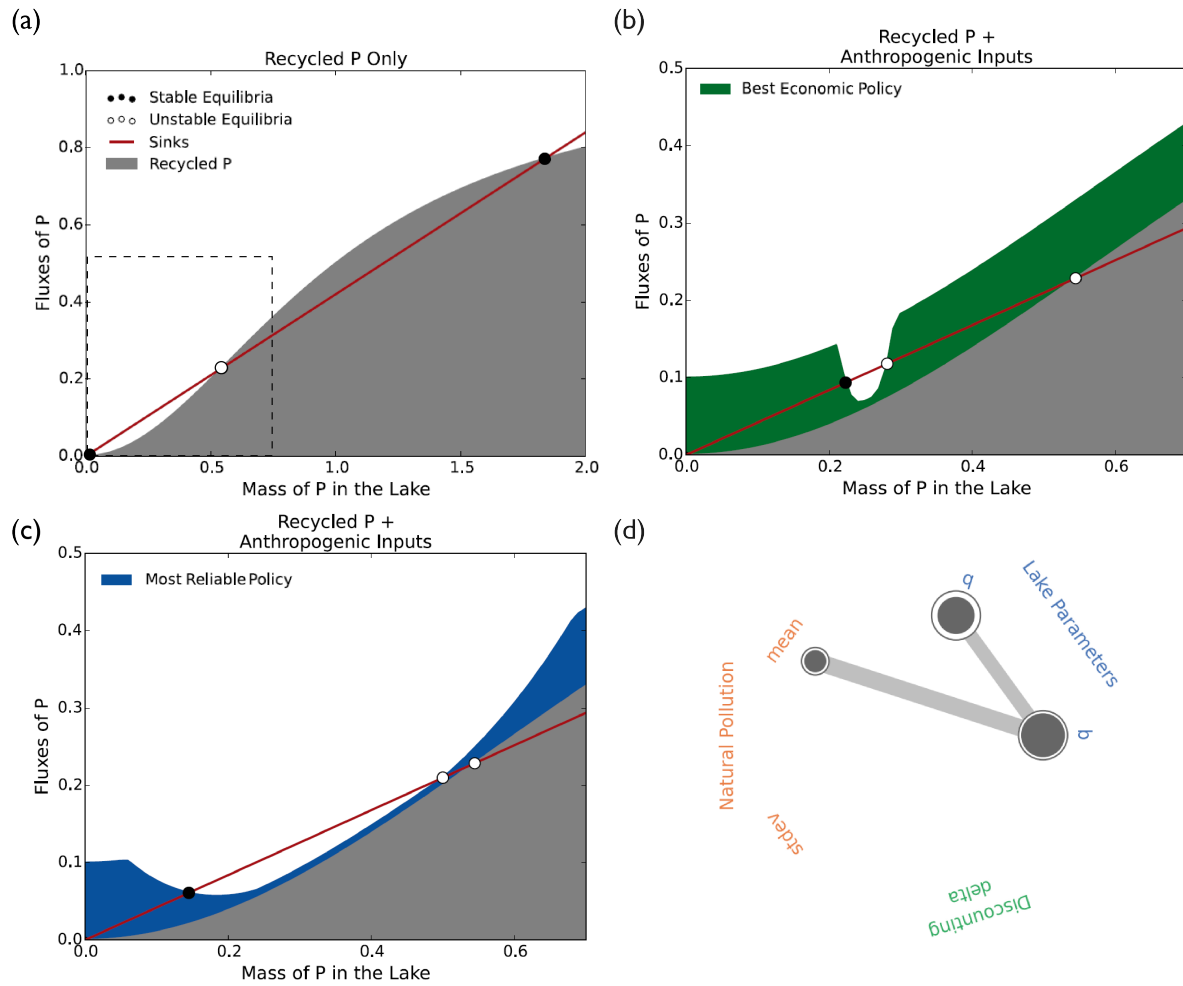 (a)
Recycled P Only
1.0
0.8
0.6
0.4
0.2
0.0
Fluxes of P
Stable Equilibria
Unstable Equilibria
Sinks
Recycled P
0.0 0.5 1.0 1.5 2.0
Mass of P in the Lake
(b)
Recycled P +
Anthropogenic Inputs
0.5
0.4
0.3
0.2
0.1
0.0
Fluxes of P
Best Economic Policy
0.0 0.2 0.4 0.6
Mass of P in the Lake
(c)
Recycled P +
Anthropogenic Inputs
0.5
0.4
0.3
0.2
0.1
0.0
Fluxes of P
Most Reliable Policy
0.0 0.2 0.4 0.6
Mass of P in the Lake
(d)
q
Lake Parameters
b
mean
Natural Pollution
stdev
delta
Discounting